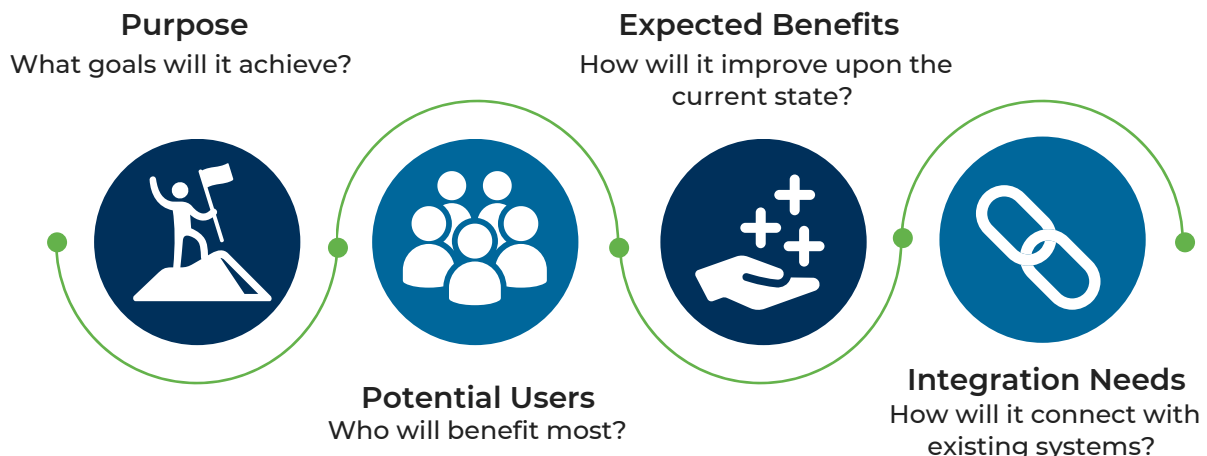 Purpose
What goals will it achieve?
Potential Users
Who will benefit most?
Expected Benefits
How will it improve upon the
current state?
Integration Needs
How will it connect with
existing systems?